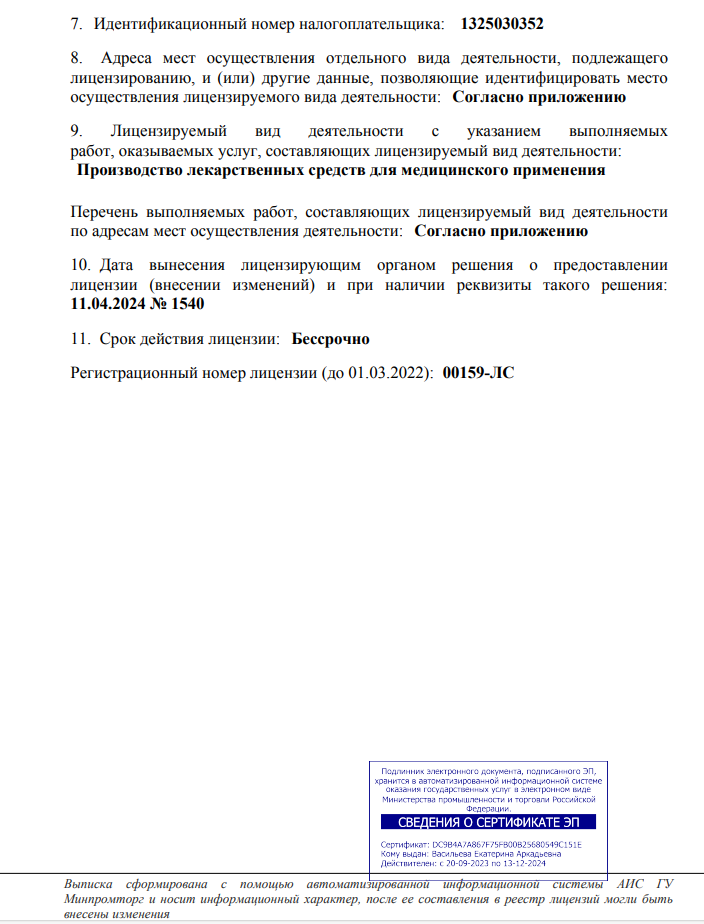 7. Идентификационный номер налогоплательщика: 1325030352
8. Адреса мест осуществления отдельного вида деятельности, подлежащего
лицензированию, и (или) другие данные, позволяющие идентифицировать место
осуществления лицензируемого вида деятельности: Согласно приложению
9. Лицензируемый вид деятельности с указанием выполняемых
работ, оказываемых услуг, составляющих лицензируемый вид деятельности:
Производство лекарственных средств для медицинского применения
Перечень выполняемых работ, составляющих лицензируемый вид деятельности
по адресам мест осуществления деятельности: Согласно приложению
10. Дата вынесения лицензирующим органом решения о предоставлении
лицензии (внесении изменений) и при наличии реквизиты такого решения:
11.04.2024 № 1540
11. Срок действия лицензии: Бессрочно
Регистрационный номер лицензии (до 01.03.2022): 00159-ЛС
Подлинник электронного документа, подписанного ЭП,
хранится в автоматизированной информационной системе
оказания государственных услуг в электронном виде
Министерства промышленности и торговли Российской
Федерации.
СВЕДЕНИЯ О СЕРТИФИКАТЕ ЭП
Сертификат: DC9B4A7A867F75FB00B25680549C151E
Кому выдан: Васильева Екатерина Аркадьевна
Действителен: с 20-09-2023 по 13-12-2024
Выписка сформирована с помощью автоматизированной информационной системы АИС ГУ
Минпромторг и носит информационный характер, после ее составления в реестр лицензий могли быть
внесены изменения